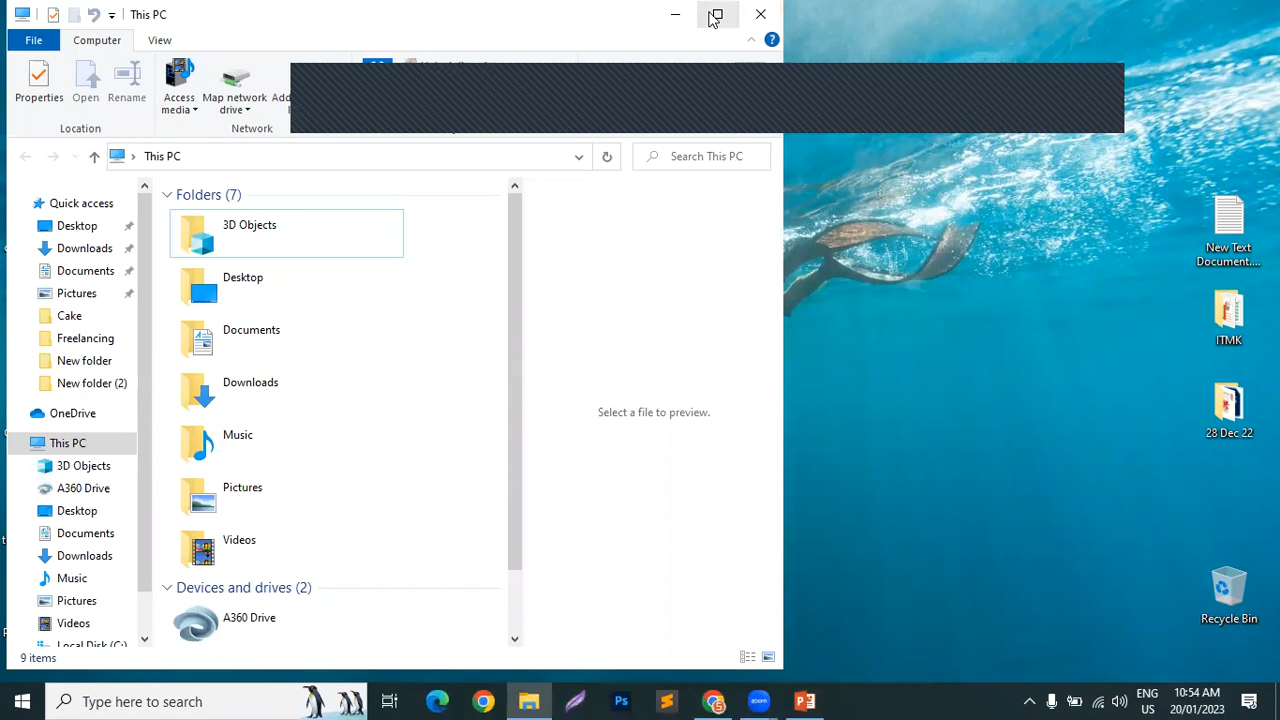 This PC
File
Computer
View
Properties
Open
Rename
Access
media
Map network
drive
Location
Network
This PC
Search This PC
Quick access
Desktop
Downloads
Documents
Pictures
Cake
Freelancing
New folder
New folder (2)
OneDrive
This PC
3D Objects
A360 Drive
Desktop
Documents
Downloads
Music
Pictures
Videos
Local Disk (C:)
Folders (7)
3D Objects
Desktop
Documents
Downloads
Music
Pictures
Videos
Devices and drives (2)
A360 Drive
Select a file to preview.
9 items
New Text
Document....
ITMK
28 Dec 22
Recycle Bin
Type here to search
Ps
zoom
ENG
US
10:54 AM
20/01/2023